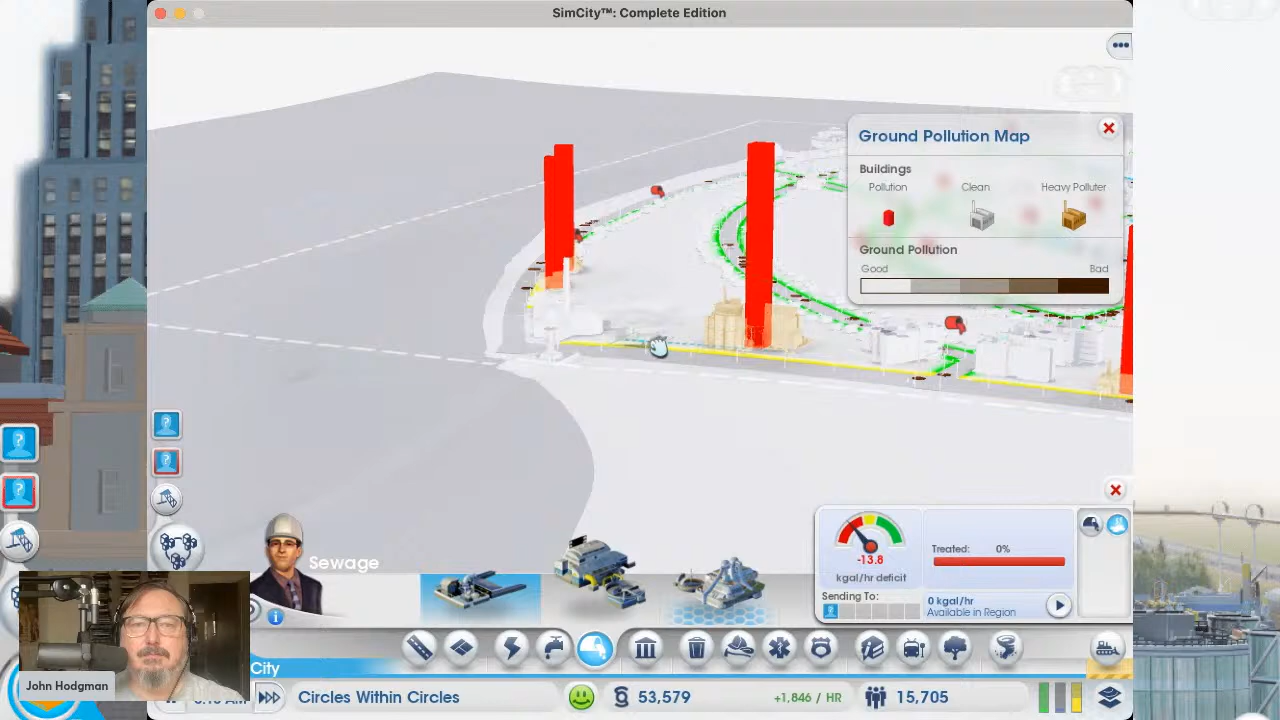 SimCity™: Complete Edition
Ground Pollution Map
Buildings
Pollution Clean Heavy Polluter
Ground Pollution
Good Bad
Sewage
-13.8
kgal/hr deficit
Treated: 0%
Sending To:
0 kgal/hr
Available in Region
John Hodgman
City
Circles Within Circles
53,579
+1,846 / HR
15,705